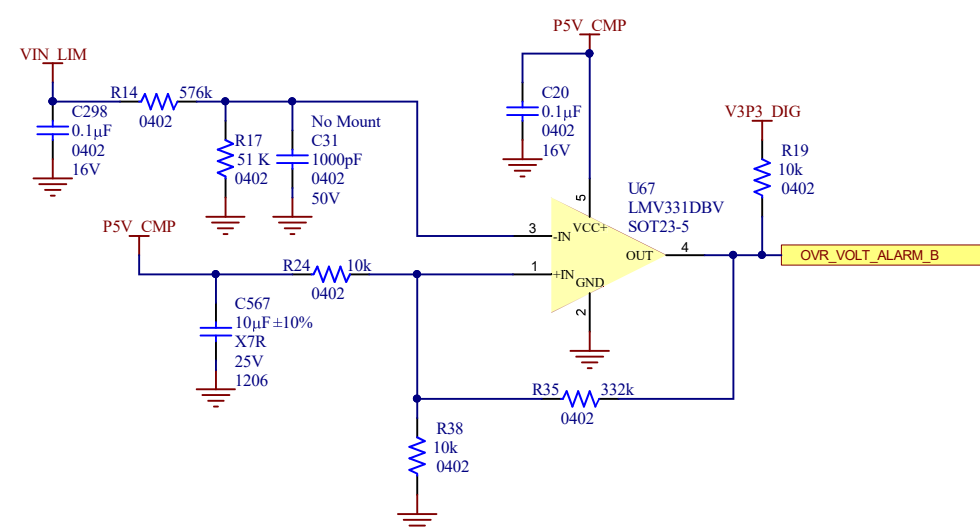 P5V_CMP
VIN_LIM
R14
576k
0402
C298
0.1µF
0402
16V
R17
51 K
0402
No Mount
C31
1000pF
0402
50V
C20
0.1µF
0402
16V
V3P3_DIG
R19
10k
0402
U67
LMV331DBV
SOT23-5
5
VCC+
3
-IN
1
+IN
GND
2
OUT
4
OVR_VOLT_ALARM_B
P5V_CMP
R24
10k
0402
C567
10µF ±10%
X7R
25V
1206
R35
332k
0402
R38
10k
0402